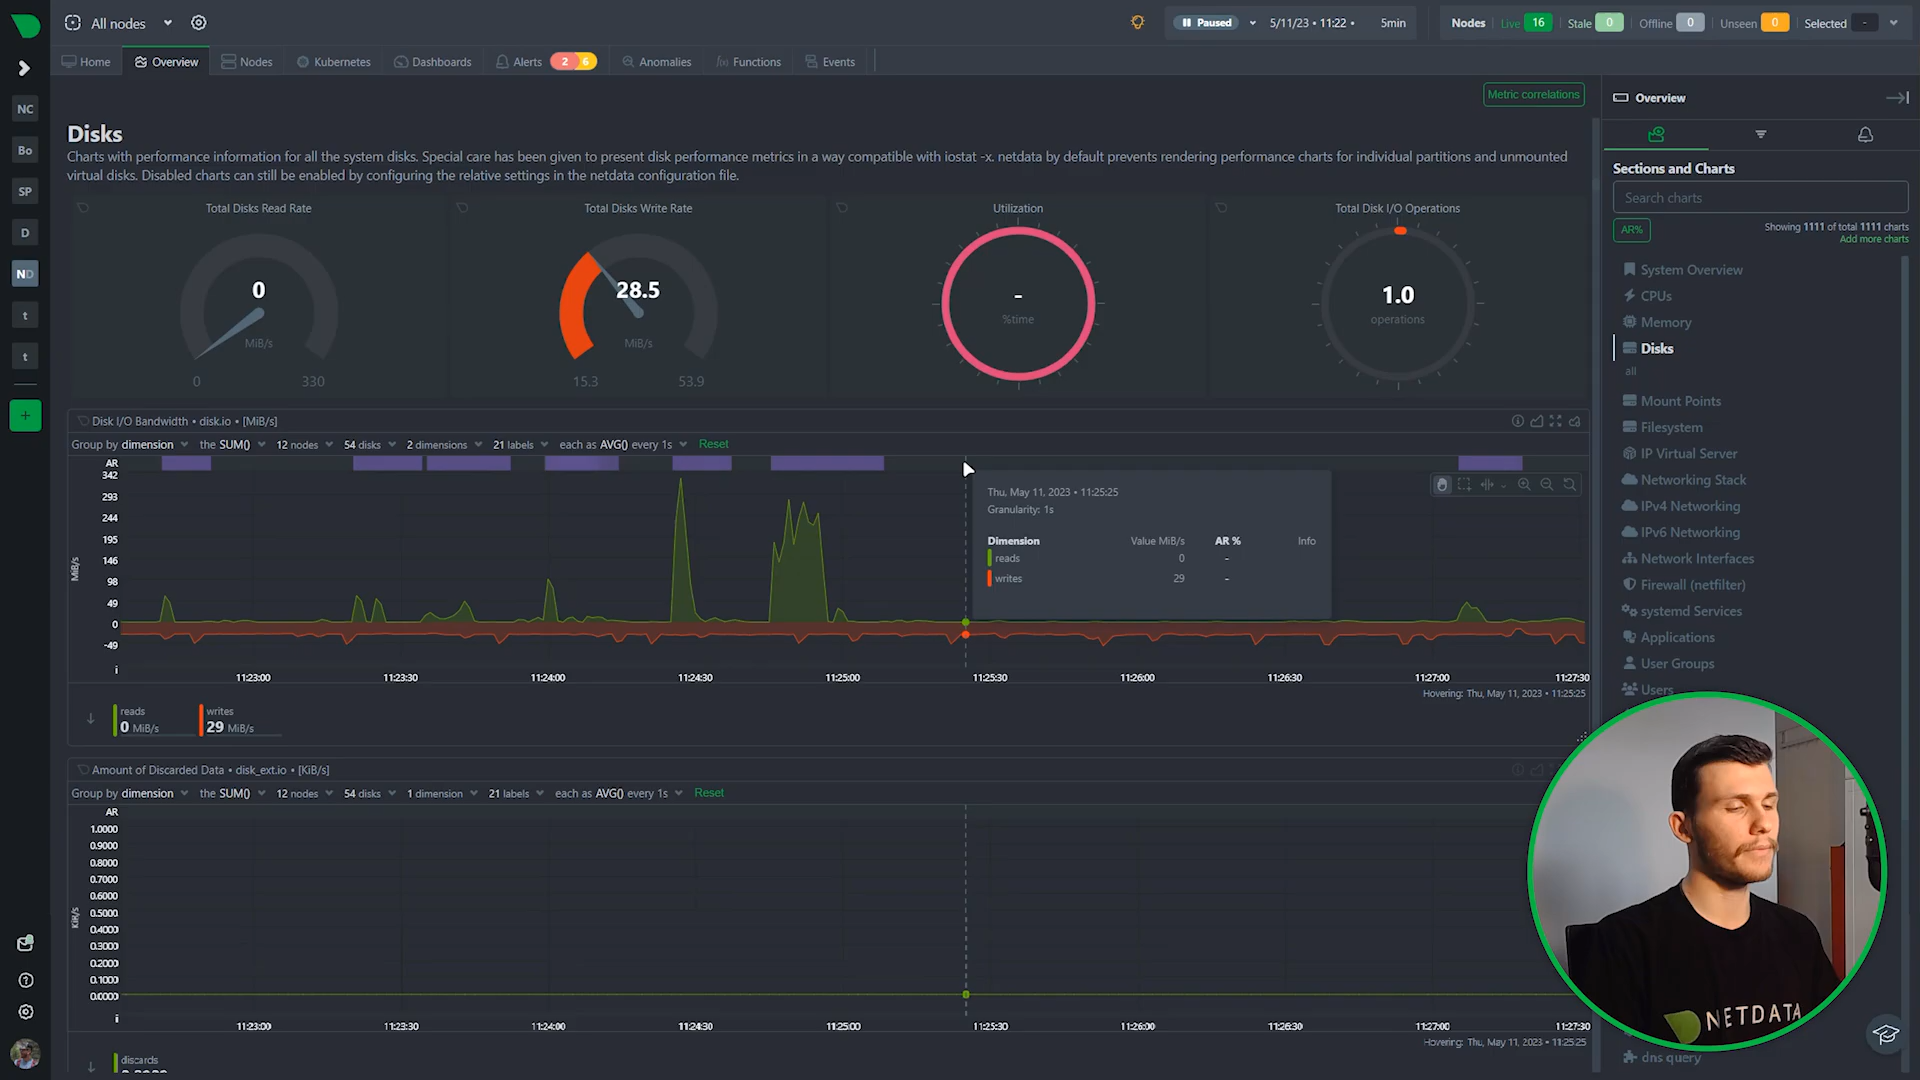 All nodes
Paused 5/11/23 • 11:22 • 5min
Nodes Live 16 Stale 0 Offline 0 Unseen 0 Selected -
Home Overview Nodes Kubernetes Dashboards Alerts 2 6 Anomalies Functions Events
NC
Bo
SP
D
ND
t
t
+
Metric correlations
Disks
Charts with performance information for all the system disks. Special care has been given to present disk performance metrics in a way compatible with iostat -x. netdata by default prevents rendering performance charts for individual partitions and unmounted
virtual disks. Disabled charts can still be enabled by configuring the relative settings in the netdata configuration file.
Total Disks Read Rate
0
MiB/s
0 330
Total Disks Write Rate
28.5
MiB/s
15.3 53.9
Utilization
-
%time
Total Disk I/O Operations
1.0
operations
Disk I/O Bandwidth • disk.io • [MiB/s]
Group by dimension the SUM() 12 nodes 54 disks 2 dimensions 21 labels each as AVG() every 1s Reset
AR
342
293
244
195
146
98
49
0
-49
MiB/s
Thu, May 11, 2023 • 11:25:25
Granularity: 1s
Dimension Value MiB/s AR % Info
reads 0 -
writes 29 -
11:23:00 11:23:30 11:24:00 11:24:30 11:25:00 11:25:30 11:26:00 11:26:30 11:27:00 11:27:30
Hovering: Thu, May 11, 2023 • 11:25:25
reads
0 MiB/s
writes
29 MiB/s
Amount of Discarded Data • disk_ext.io • [KiB/s]
Group by dimension the SUM() 12 nodes 54 disks 1 dimension 21 labels each as AVG() every 1s Reset
AR
1.0000
0.9000
0.8000
0.7000
0.6000
0.5000
0.4000
0.3000
0.2000
0.1000
0.0000
KiB/s
11:23:00 11:23:30 11:24:00 11:24:30 11:25:00 11:25:30 11:26:00 11:26:30 11:27:00 11:27:30
Hovering: Thu, May 11, 2023 • 11:25:25
discards
Overview
Sections and Charts
Search charts
AR%
Showing 1111 of total 1111 charts
Add more charts
System Overview
CPUs
Memory
Disks
all
Mount Points
Filesystem
IP Virtual Server
Networking Stack
IPv4 Networking
IPv6 Networking
Network Interfaces
Firewall (netfilter)
systemd Services
Applications
User Groups
Users
dns query
NETDATA